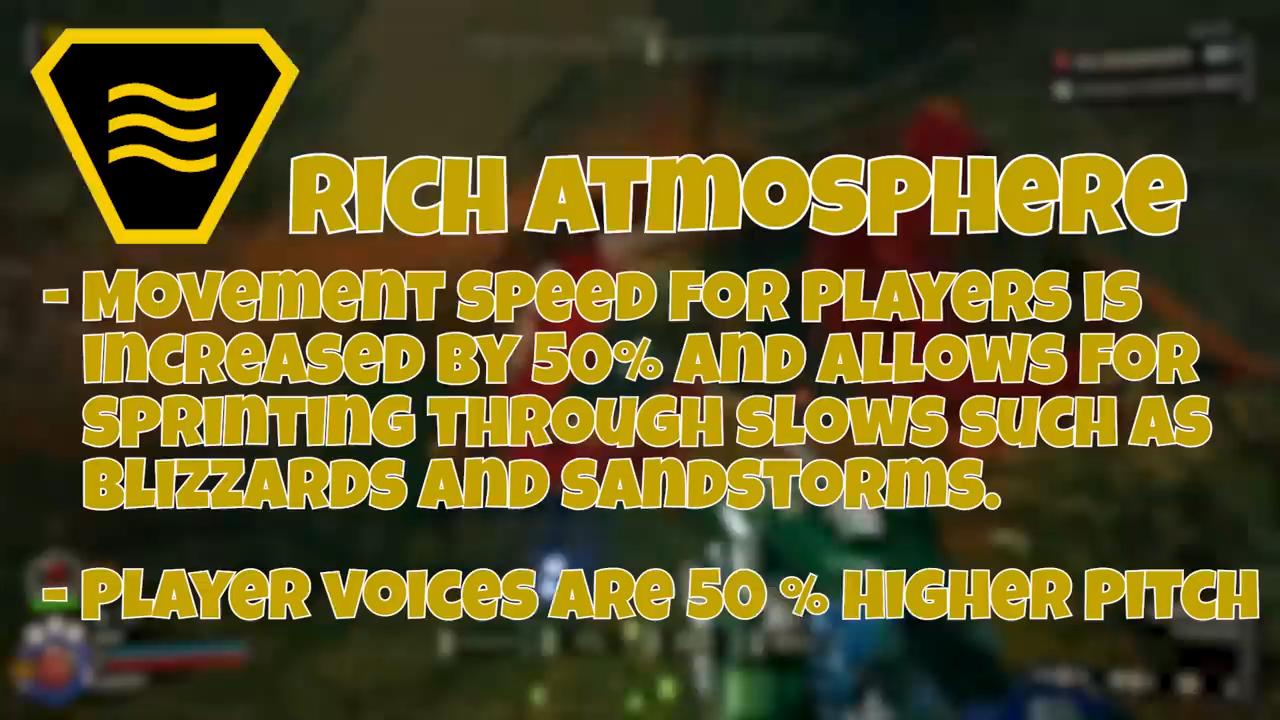 RICH ATMOSPHERE
- MOVEMENT SPEED FOR PLAYERS IS
INCREASED BY 50% AND ALLOWS FOR
SPRINTING THROUGH SLOWS SUCH AS
BLIZZARDS AND SANDSTORMS.
- PLAYER VOICES ARE 50 % HIGHER PITCH